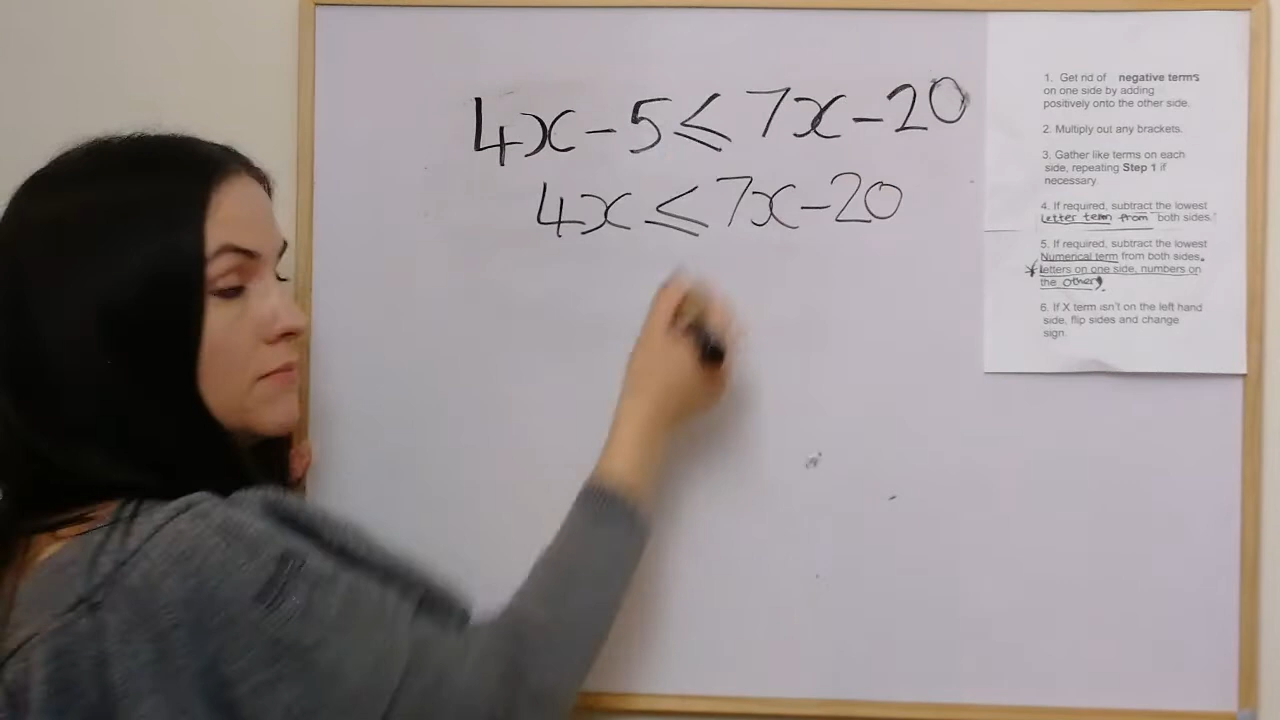 4x - 5 ≤ 7x - 20
4x ≤ 7x - 20
1. Get rid of negative terms
on one side by adding
positively onto the other side.
2. Multiply out any brackets.
3. Gather like terms on each
side, repeating Step 1 if
necessary.
4. If required, subtract the lowest
Letter term from both sides.
5. If required, subtract the lowest
Numerical term from both sides.
* letters on one side, numbers on
the other.
6. If X term isn't on the left hand
side, flip sides and change
sign.